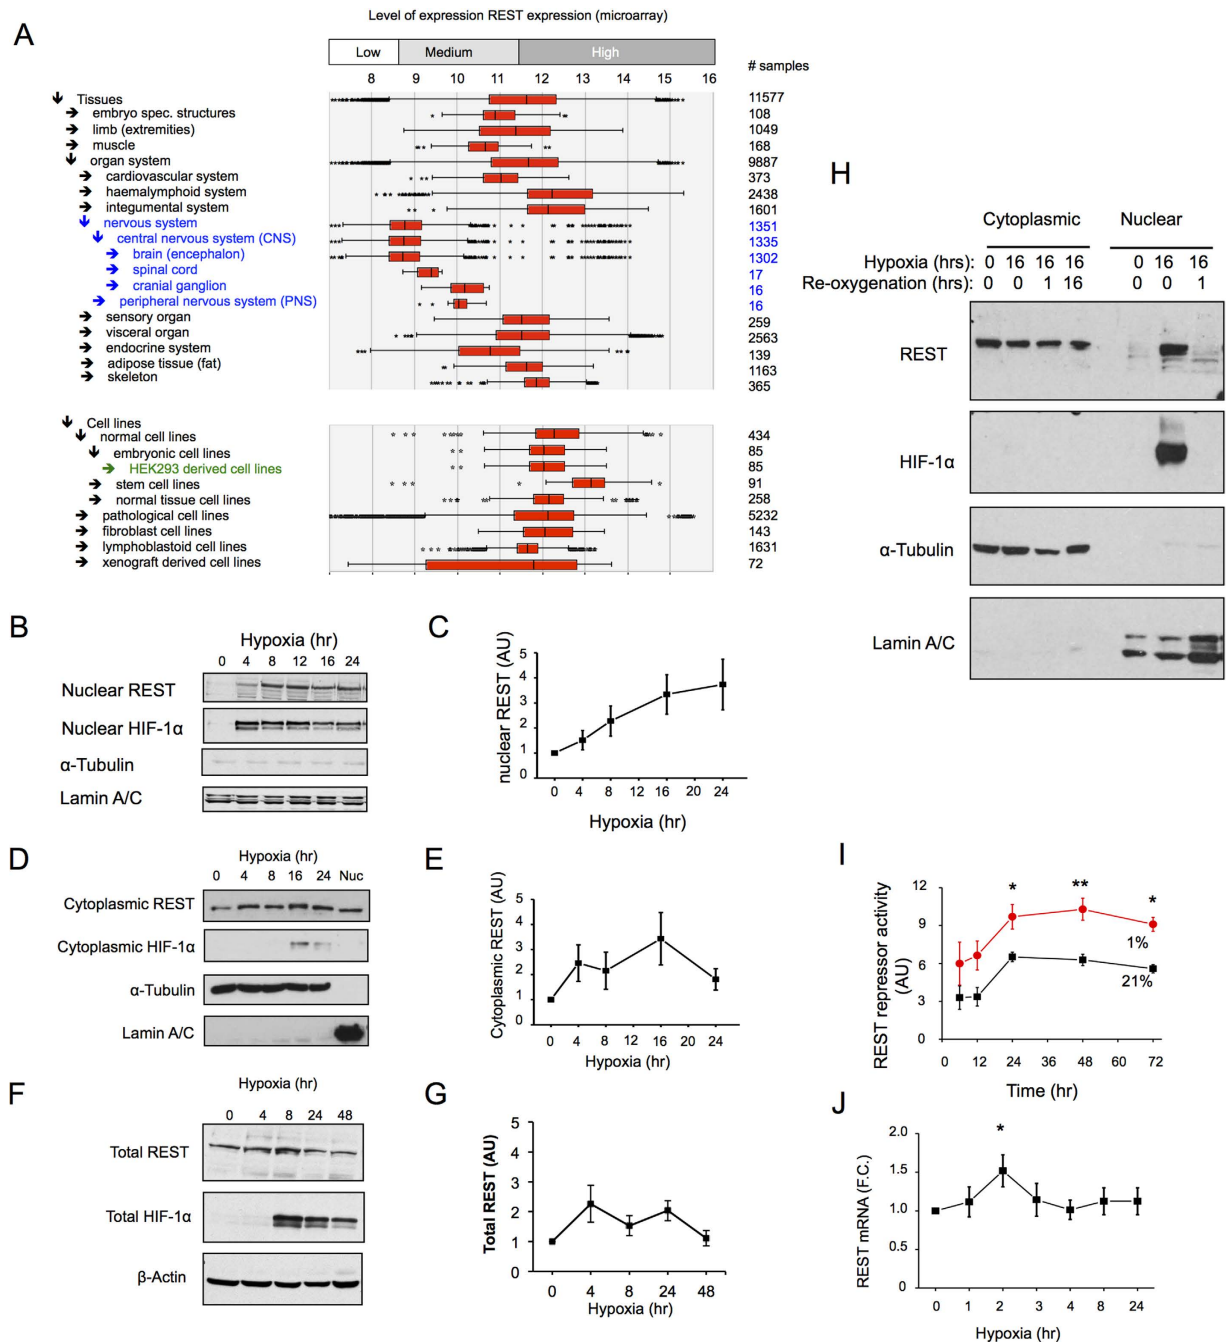 A
Level of expression REST expression (microarray)
Low Medium High
# samples
8 9 10 11 12 13 14 15 16
Tissues 11577
embryo spec. structures 108
limb (extremities) 1049
muscle 168
organ system 9887
cardiovascular system 373
haemalymphoid system 2438
integumental system 1601
nervous system 1351
central nervous system (CNS) 1335
brain (encephalon) 1302
spinal cord 17
cranial ganglion 16
peripheral nervous system (PNS) 16
sensory organ 259
visceral organ 2563
endocrine system 139
adipose tissue (fat) 1163
skeleton 365
Cell lines
normal cell lines 434
embryonic cell lines 85
HEK293 derived cell lines 85
stem cell lines 91
normal tissue cell lines 258
pathological cell lines 5232
fibroblast cell lines 143
lymphoblastoid cell lines 1631
xenograft derived cell lines 72
B
Hypoxia (hr)
0 4 8 12 16 24
Nuclear REST
Nuclear HIF-1α
α-Tubulin
Lamin A/C
C
nuclear REST (AU)
5
4
3
2
1
0
0 4 8 12 16 20 24
Hypoxia (hr)
D
Hypoxia (hr)
0 4 8 16 24 Nuc
Cytoplasmic REST
Cytoplasmic HIF-1α
α-Tubulin
Lamin A/C
E
Cytoplasmic REST (AU)
5
4
3
2
1
0
0 4 8 12 16 20 24
Hypoxia (hr)
F
Hypoxia (hr)
0 4 8 24 48
Total REST
Total HIF-1α
β-Actin
G
Total REST (AU)
5
4
3
2
1
0
0 4 8 24 48
Hypoxia (hr)
H
Cytoplasmic Nuclear
Hypoxia (hrs): 0 16 16 16 0 16 16
Re-oxygenation (hrs): 0 0 1 16 0 0 1
REST
HIF-1α
α-Tubulin
Lamin A/C
I
REST repressor activity
(AU)
12
9
6
3
0
* ** *
1%
21%
0 12 24 36 48 60 72
Time (hr)
J
REST mRNA (F.C.)
2.0
1.5
1.0
0.5
0
*
0 1 2 3 4 8 24
Hypoxia (hr)